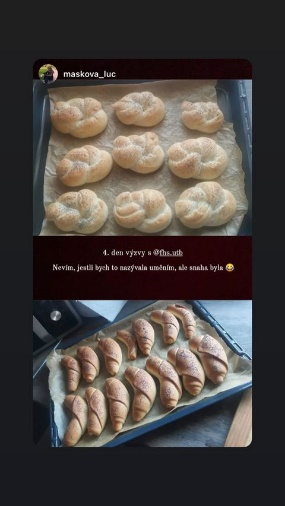 maskova_luc
4. den výzvy s @fhs.utb
Nevím, jestli bych to nazývala uměním, ale snaha byla 😂